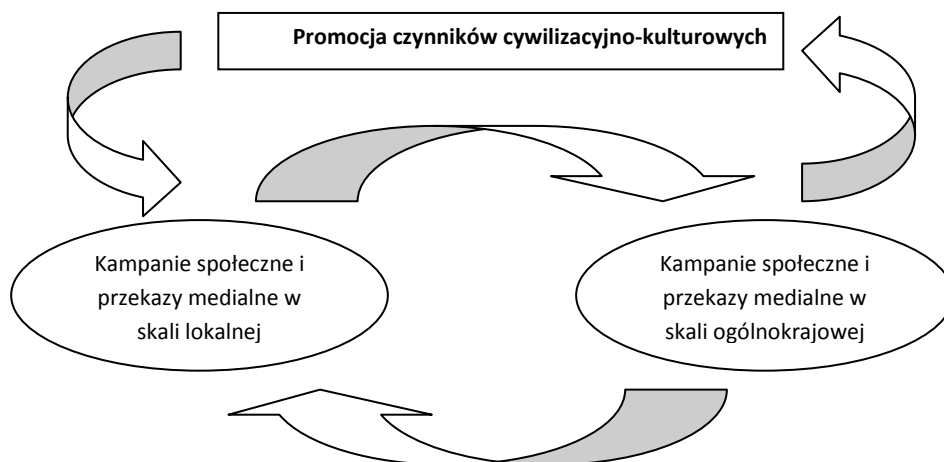 Promocja czynników cywilizacyjno-kulturowych
Kampanie społeczne i
przekazy medialne w
skali lokalnej
Kampanie społeczne i
przekazy medialne w
skali ogólnokrajowej